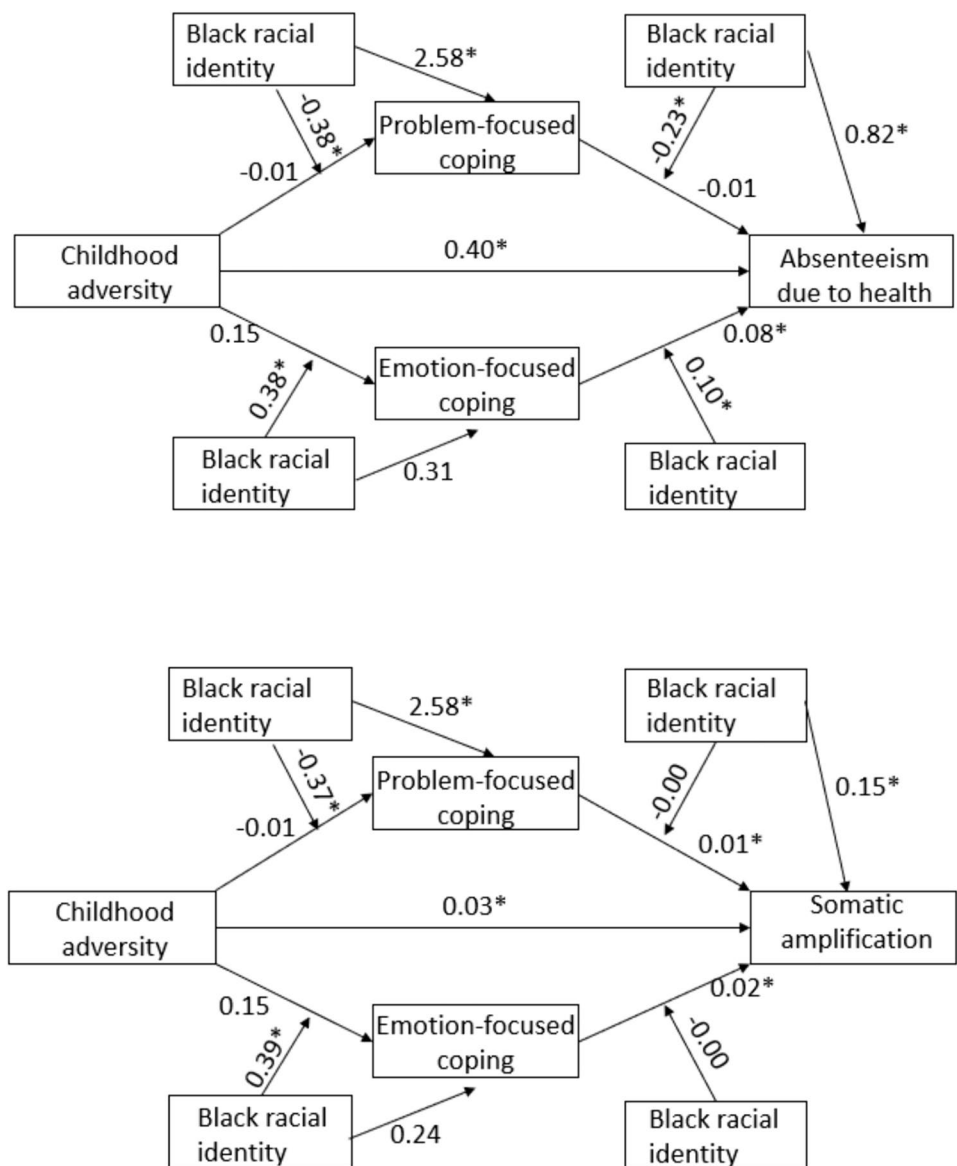 Black racial
identity
2.58*
Black racial
identity
-0.38*
Problem-focused
coping
-0.23*
0.82*
-0.01
-0.01
Childhood
adversity
0.40*
Absenteeism
due to health
0.15
Emotion-focused
coping
0.08*
0.38*
0.10*
Black racial
identity
0.31
Black racial
identity
Black racial
identity
2.58*
Black racial
identity
-0.37*
Problem-focused
coping
-0.00
0.15*
-0.01
0.01*
Childhood
adversity
0.03*
Somatic
amplification
0.15
Emotion-focused
coping
0.02*
0.39*
-0.00
Black racial
identity
0.24
Black racial
identity